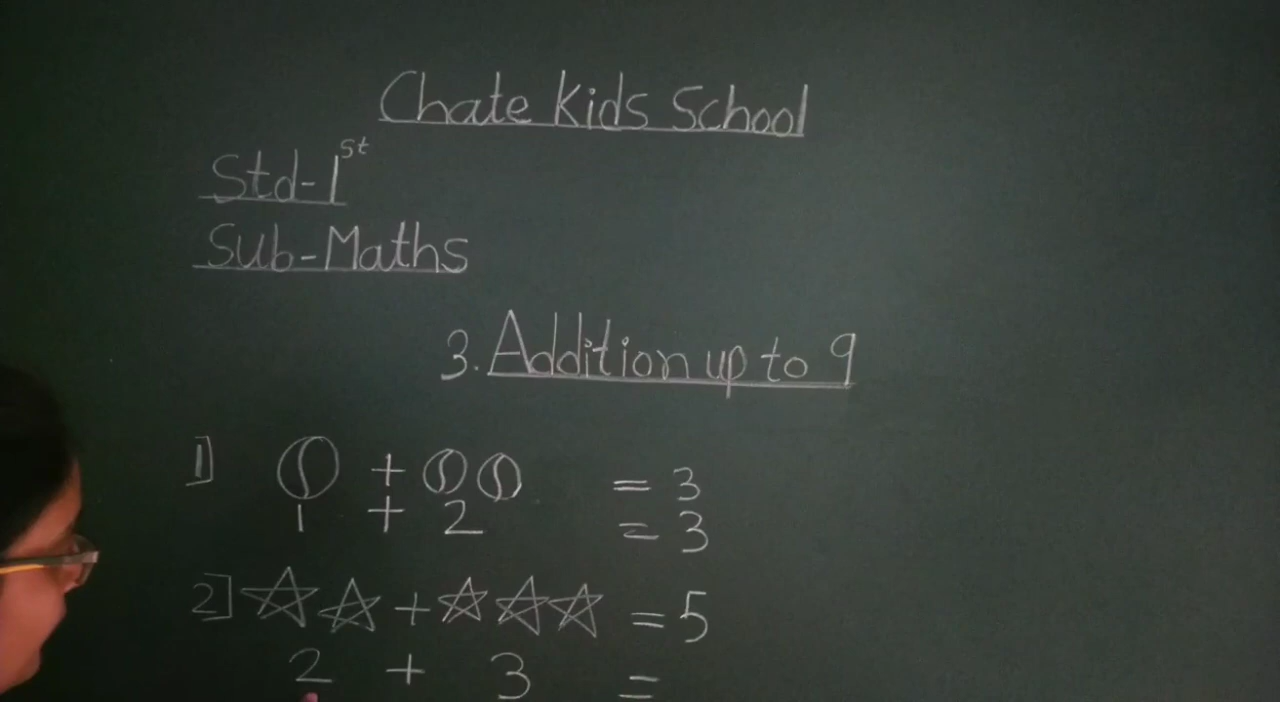 Chate Kids School
Std-1st
Sub-Maths
3. Addition up to 9
1] + = 3
1 + 2 = 3
2] + = 5
2 + 3 =